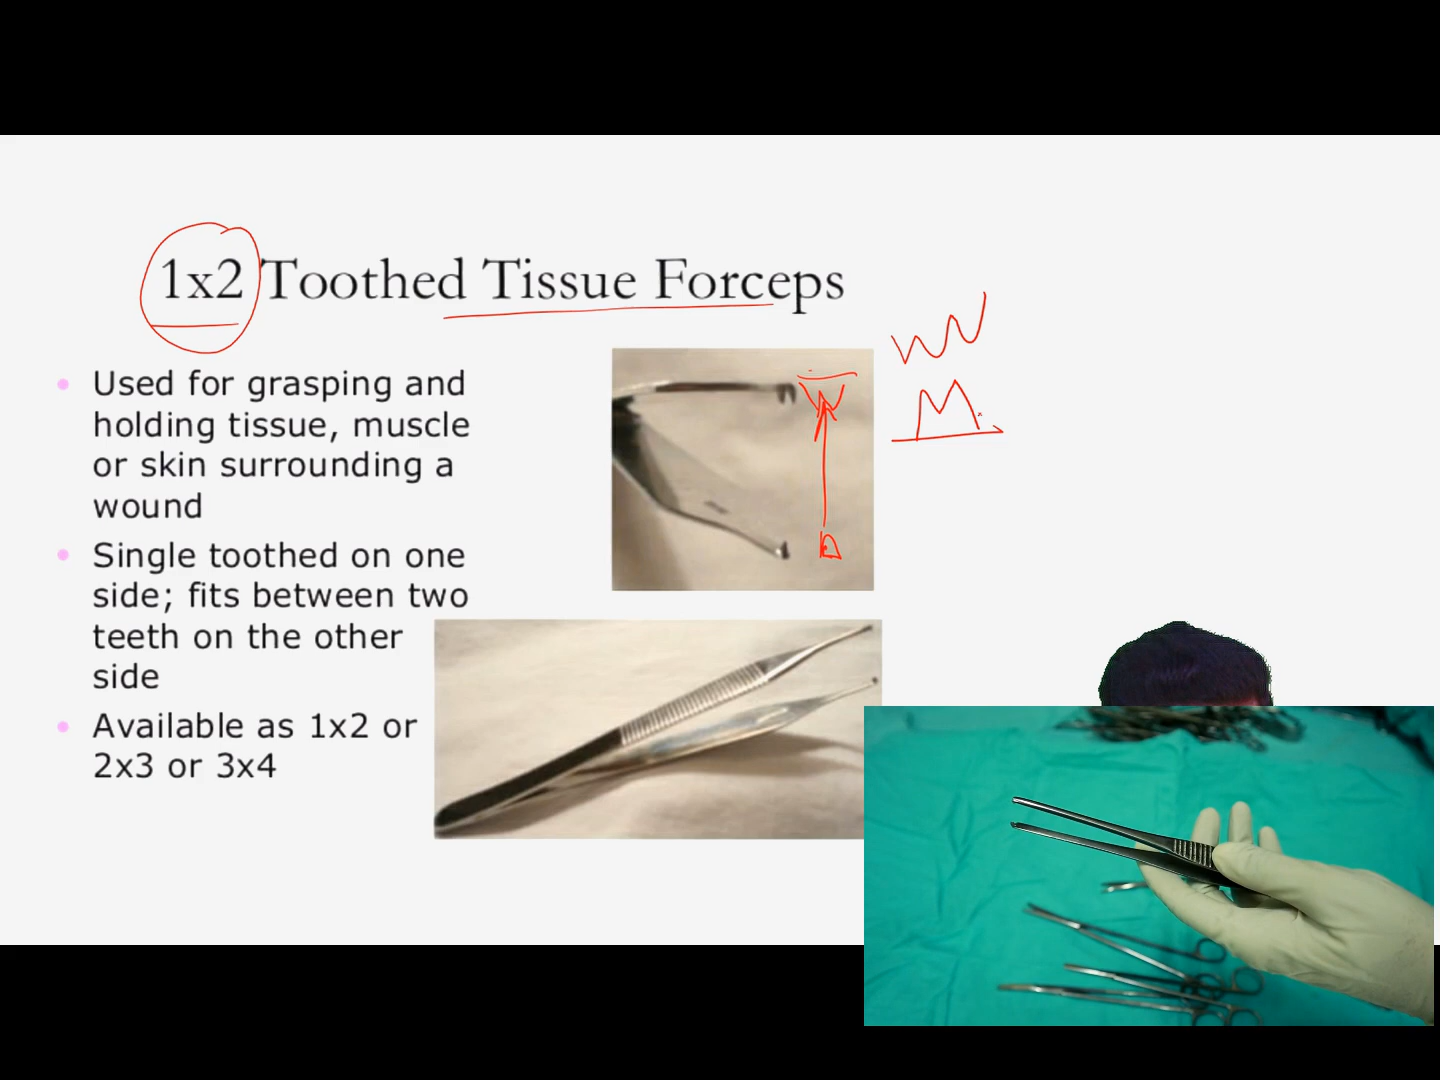 1x2 Toothed Tissue Forceps
Used for grasping and
holding tissue, muscle
or skin surrounding a
wound
Single toothed on one
side; fits between two
teeth on the other
side
Available as 1x2 or
2x3 or 3x4